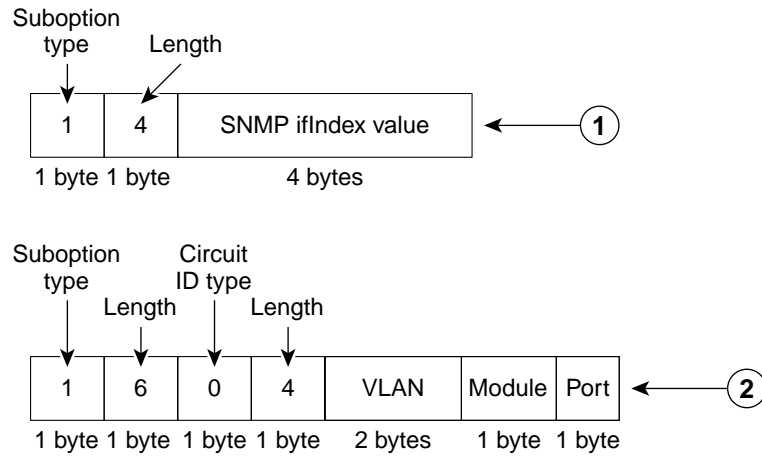 Suboption
type
Length
1 4 SNMP ifIndex value 1
1 byte 1 byte 4 bytes
Suboption
type
Circuit
ID type
Length
Length
1 6 0 4 VLAN Module Port 2
1 byte 1 byte 1 byte 1 byte 2 bytes 1 byte 1 byte